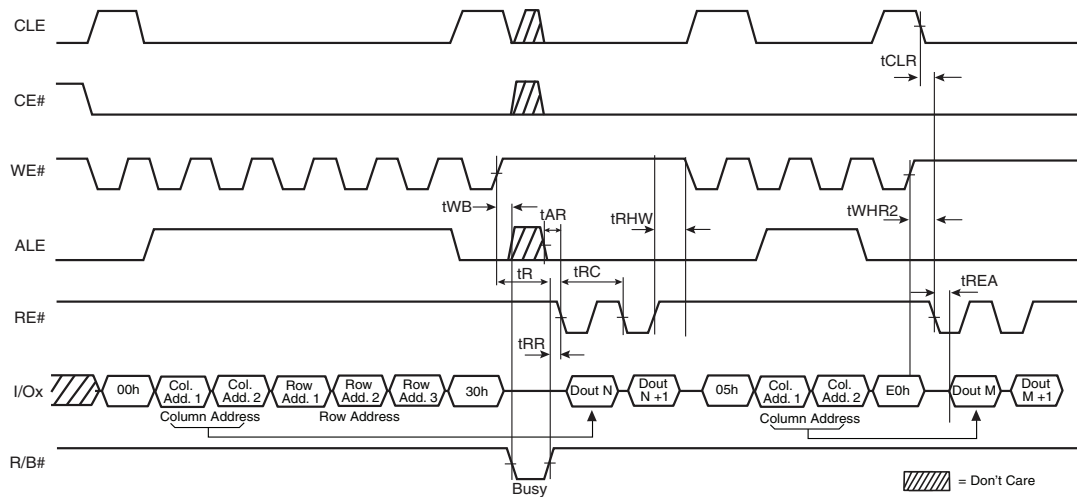 CLE
tCLR
CE#
WE#
tWB
tAR
tRHW
tWHR2
ALE
tR
tRC
tREA
RE#
tRR
I/Ox
00h
Col.
Add. 1
Col.
Add. 2
Row
Add. 1
Row
Add. 2
Row
Add. 3
30h
Dout N
Dout
N +1
05h
Col.
Add. 1
Col.
Add. 2
E0h
Dout M
Dout
M +1
Column Address
Row Address
Column Address
R/B#
Busy
= Don't Care